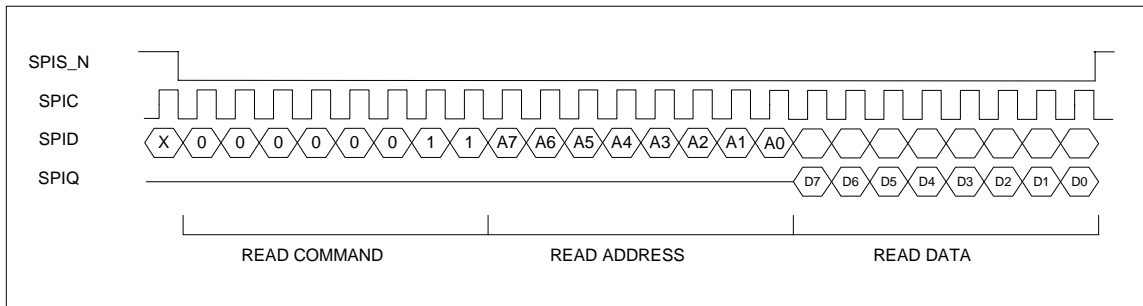 SPIS_N
SPIC
SPID X 0 0 0 0 0 0 1 1 A7 A6 A5 A4 A3 A2 A1 A0
SPIQ D7 D6 D5 D4 D3 D2 D1 D0
READ COMMAND READ ADDRESS READ DATA